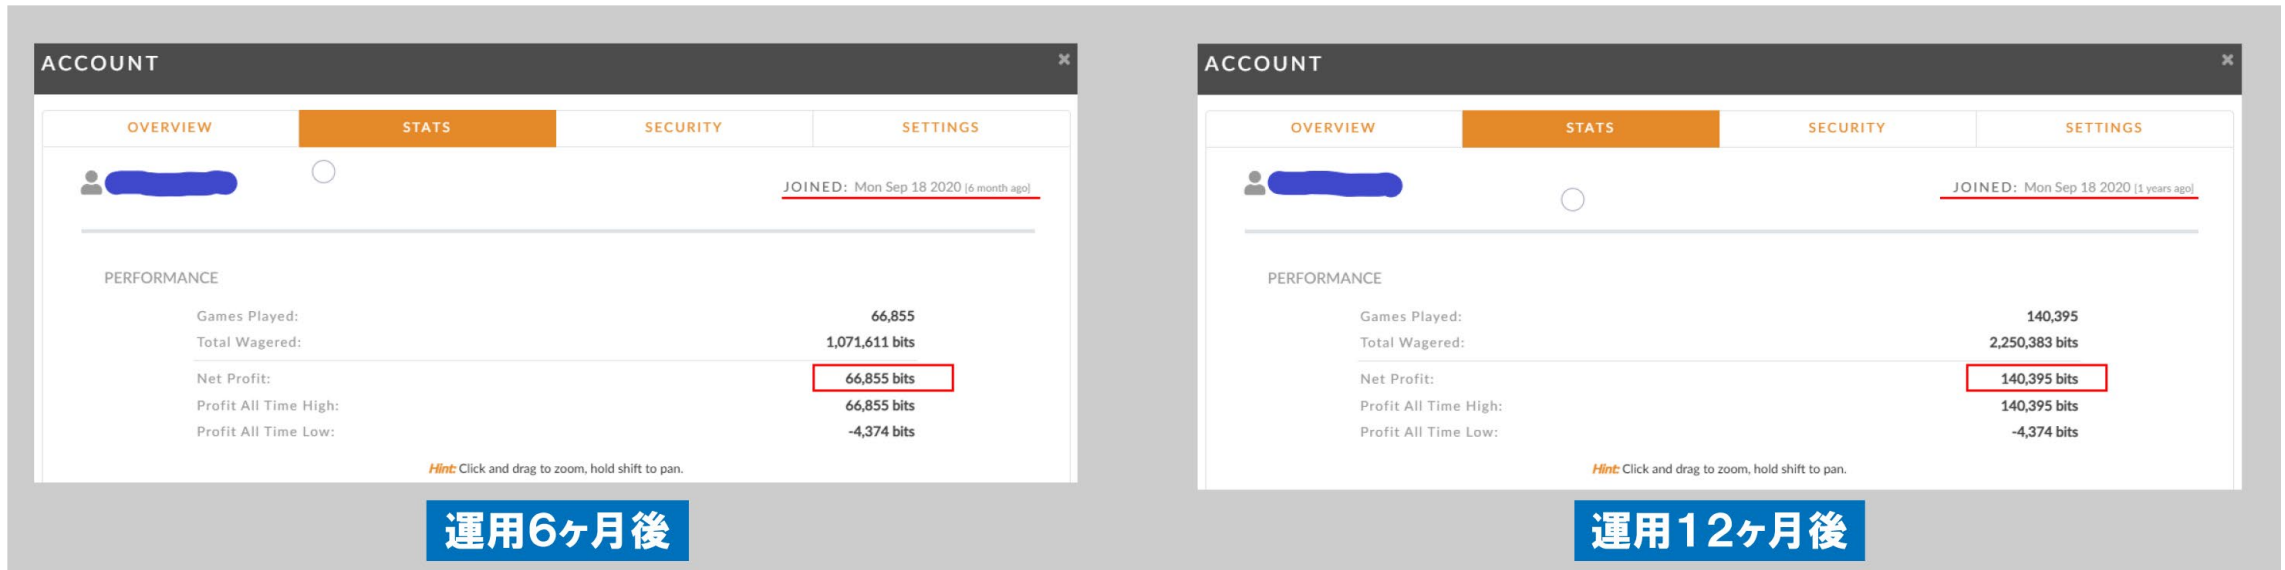 ACCOUNT
OVERVIEW STATS SECURITY SETTINGS
JOINED: Mon Sep 18 2020 [6 month ago]
PERFORMANCE
Games Played: 66,855
Total Wagered: 1,071,611 bits
Net Profit: 66,855 bits
Profit All Time High: 66,855 bits
Profit All Time Low: -4,374 bits
Hint: Click and drag to zoom, hold shift to pan.
運用6ヶ月後
ACCOUNT
OVERVIEW STATS SECURITY SETTINGS
JOINED: Mon Sep 18 2020 [1 years ago]
PERFORMANCE
Games Played: 140,395
Total Wagered: 2,250,383 bits
Net Profit: 140,395 bits
Profit All Time High: 140,395 bits
Profit All Time Low: -4,374 bits
Hint: Click and drag to zoom, hold shift to pan.
運用12ヶ月後